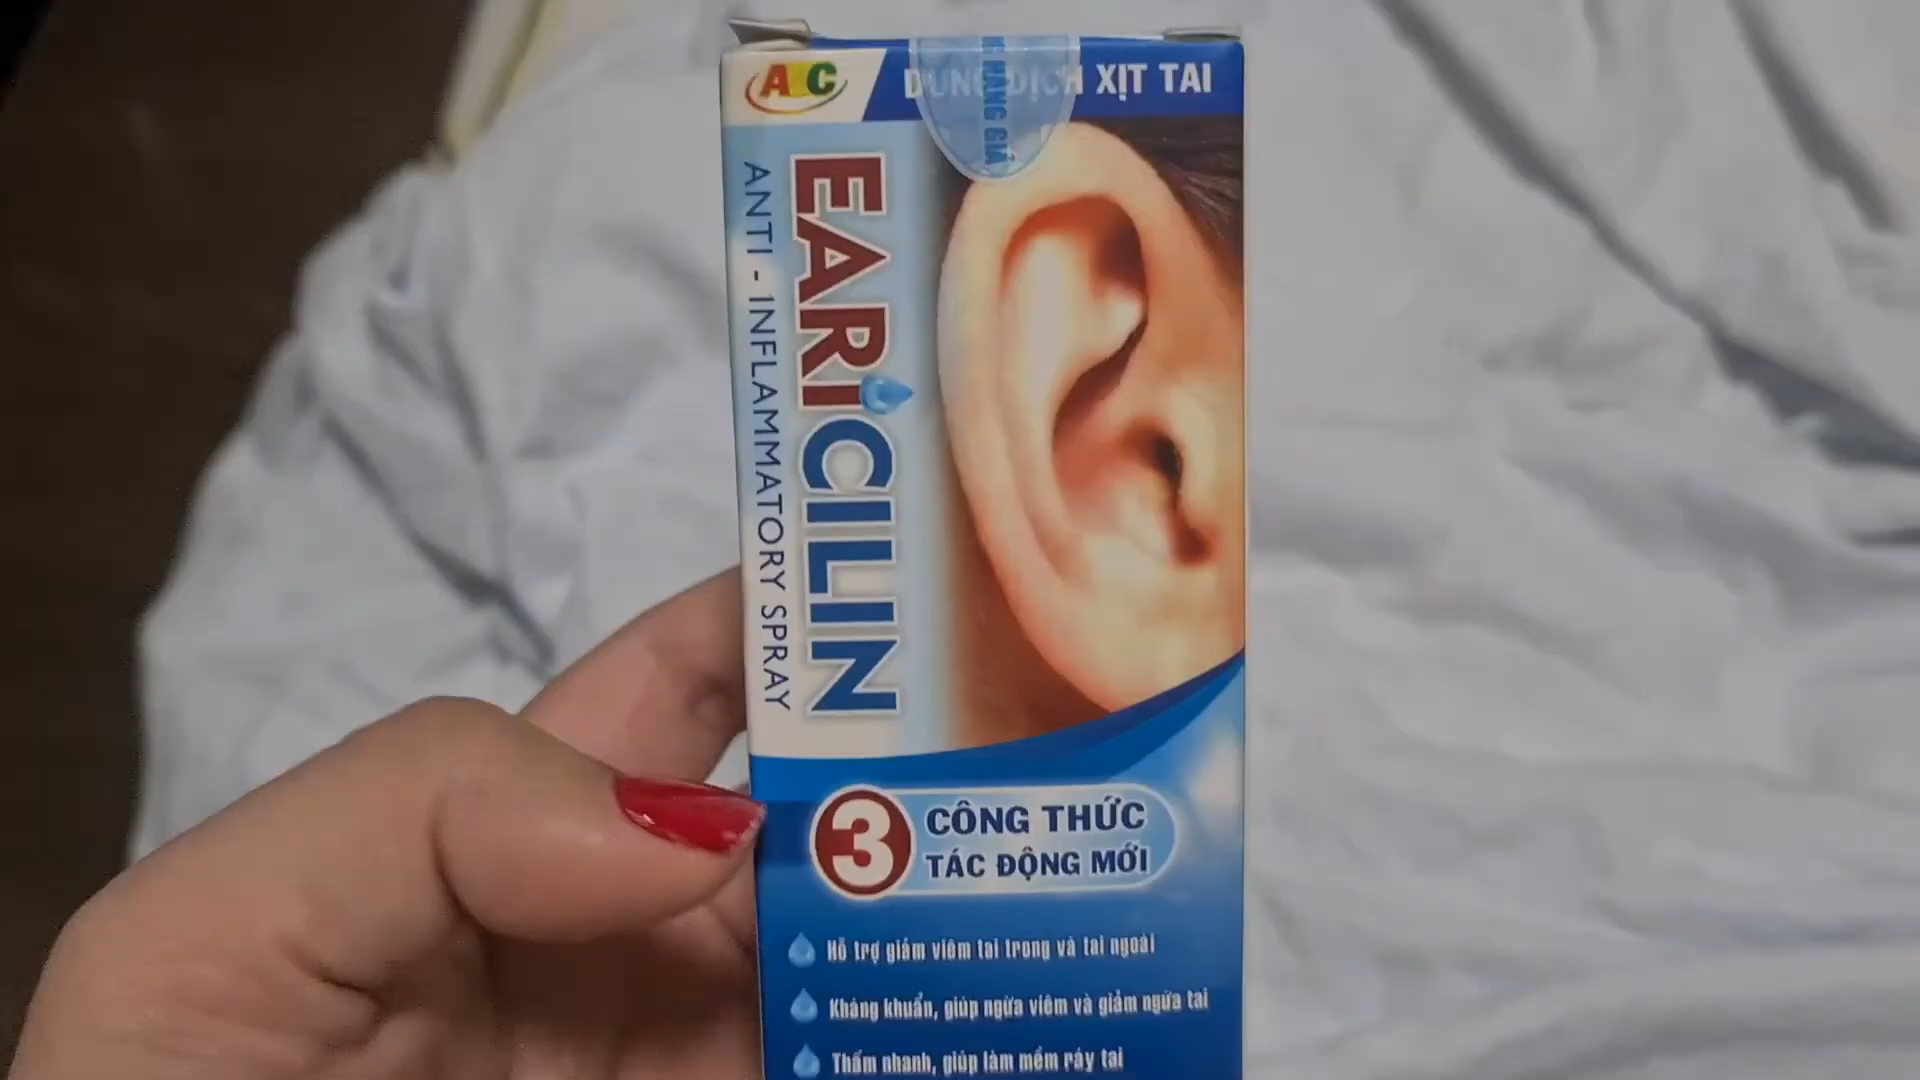 ABC
DUNG DỊCH XỊT TAI
HÀNG GIẢ
EARICILIN
ANTI - INFLAMMATORY SPRAY
3 CÔNG THỨC
TÁC ĐỘNG MỚI
Hỗ trợ giảm viêm tai trong và tai ngoài
Kháng khuẩn, giúp ngừa viêm và giảm ngứa tai
Thấm nhanh, giúp làm mềm ráy tai